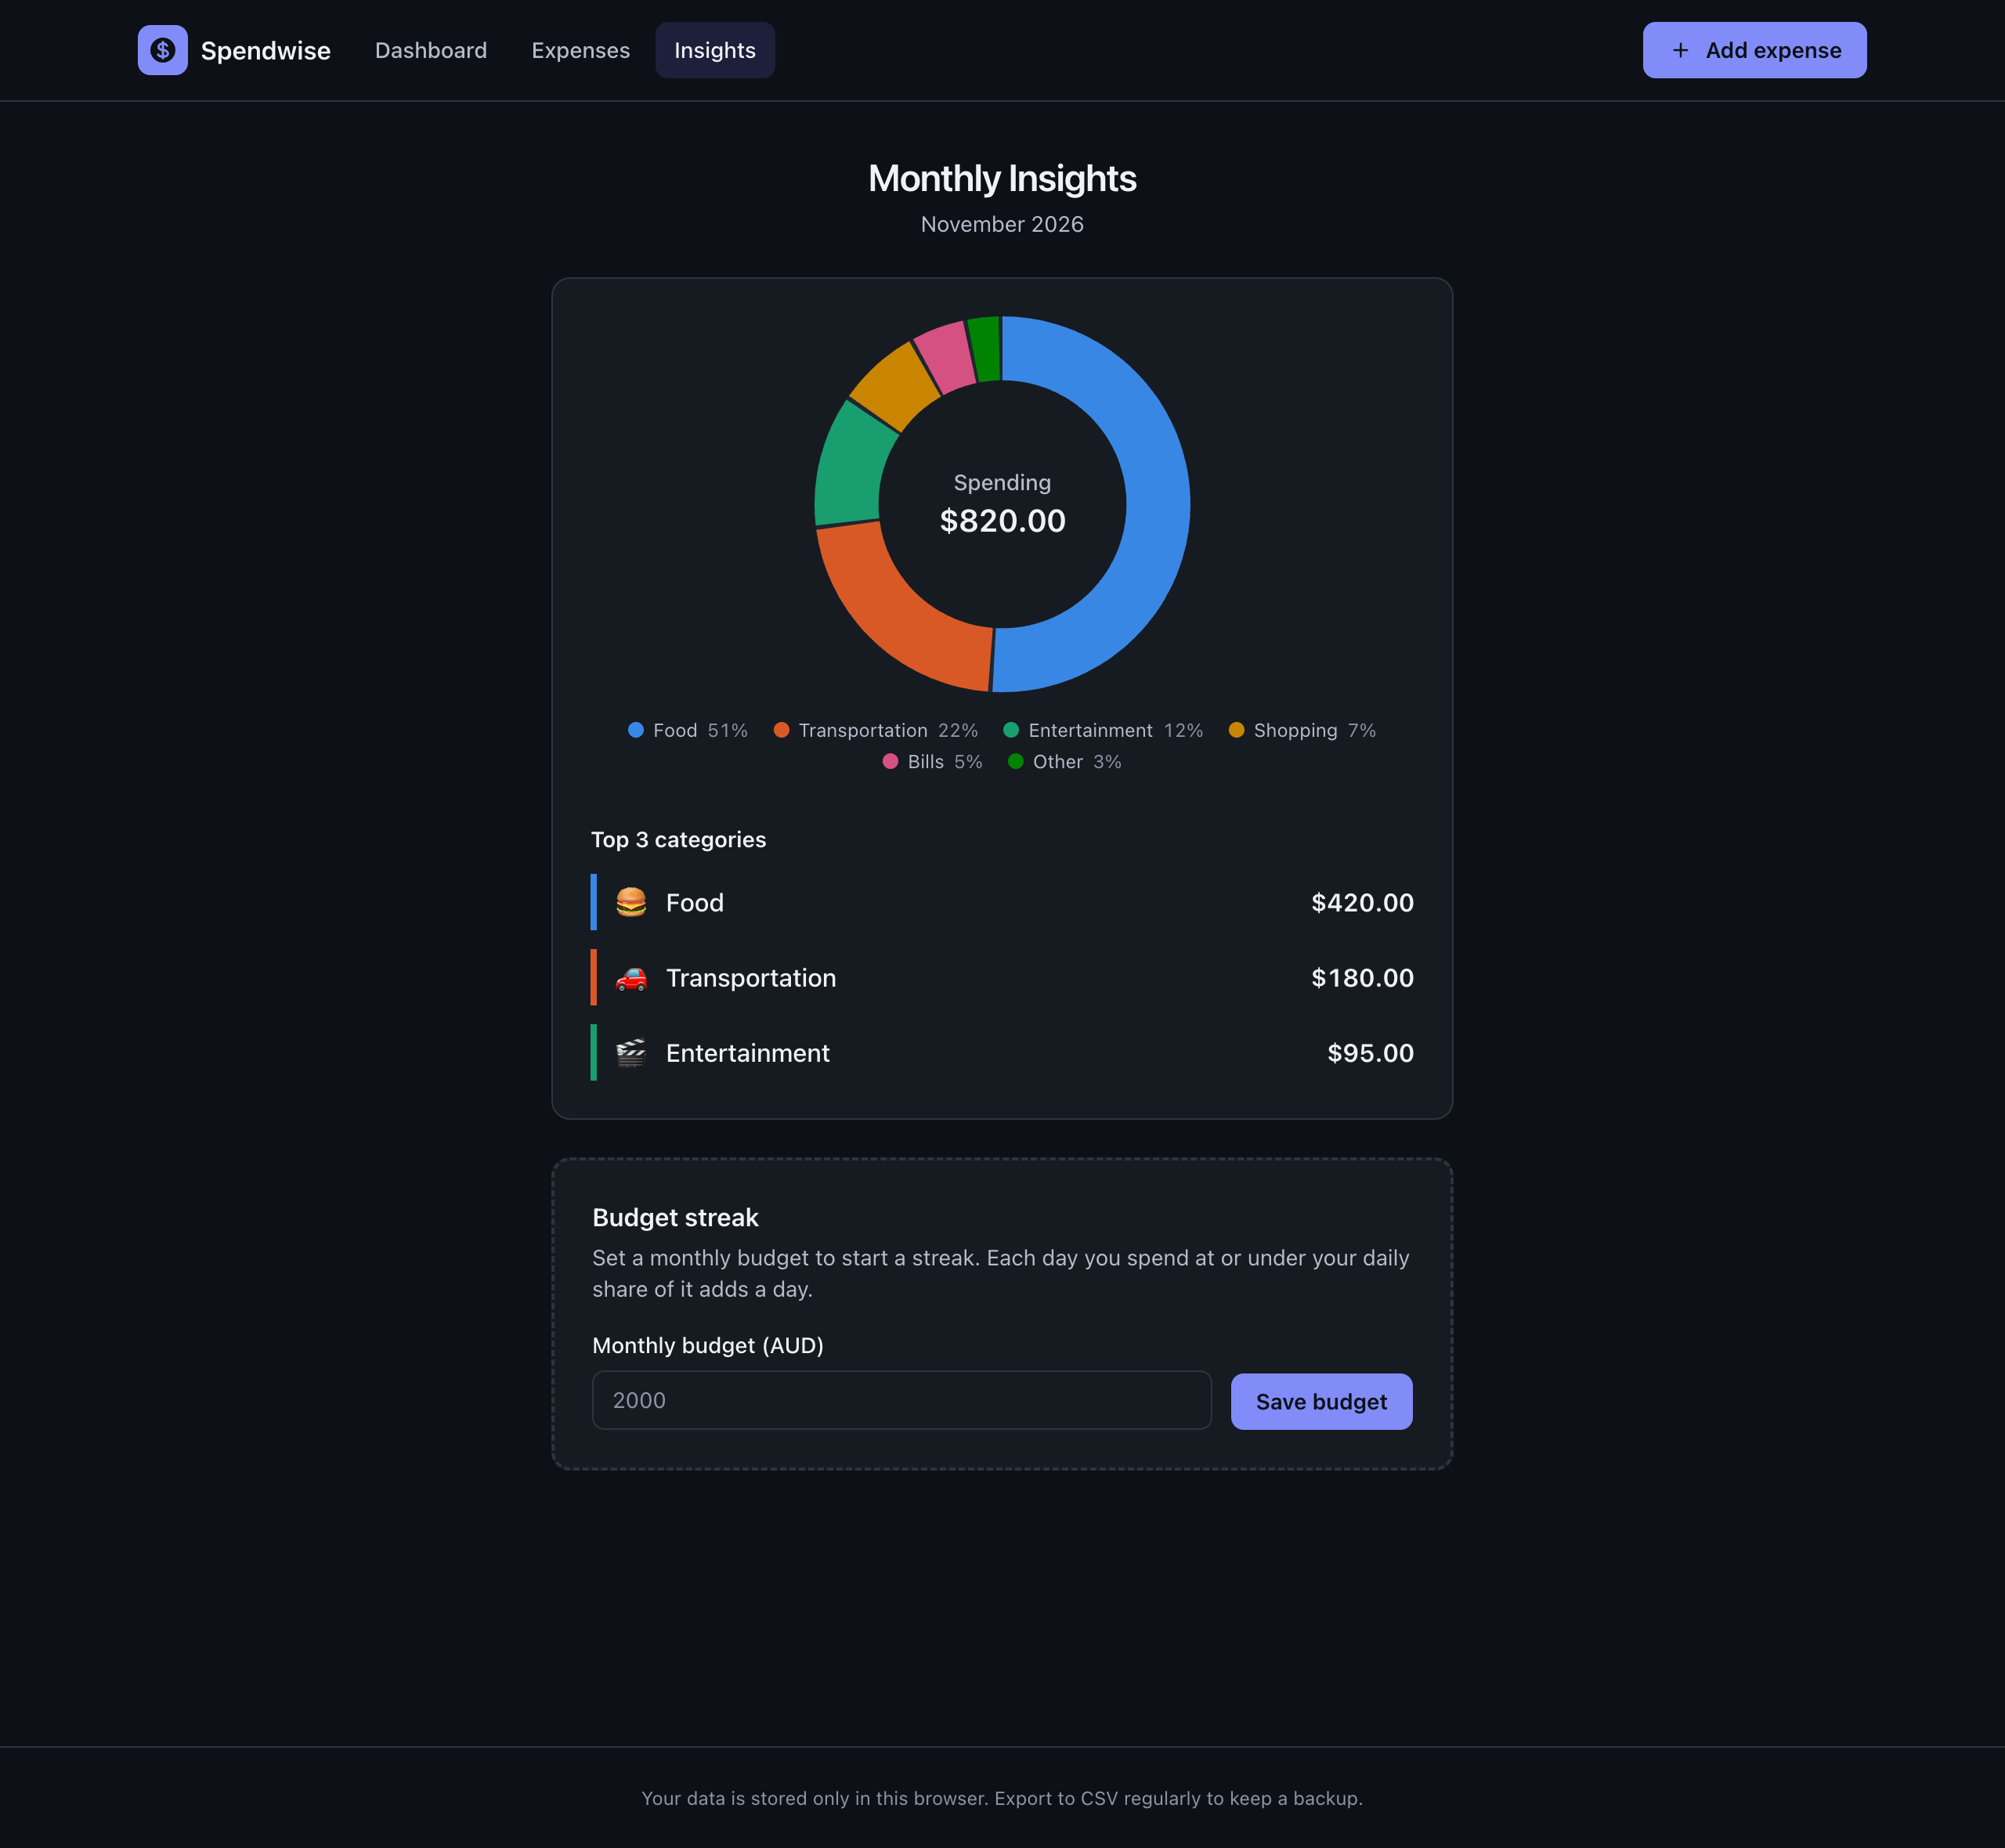 Spendwise
Dashboard
Expenses
Insights
+ Add expense
Monthly Insights
November 2026
Spending
$820.00
Food 51% Transportation 22% Entertainment 12% Shopping 7%
Bills 5% Other 3%
Top 3 categories
Food $420.00
Transportation $180.00
Entertainment $95.00
Budget streak
Set a monthly budget to start a streak. Each day you spend at or under your daily
share of it adds a day.
Monthly budget (AUD)
2000
Save budget
Your data is stored only in this browser. Export to CSV regularly to keep a backup.